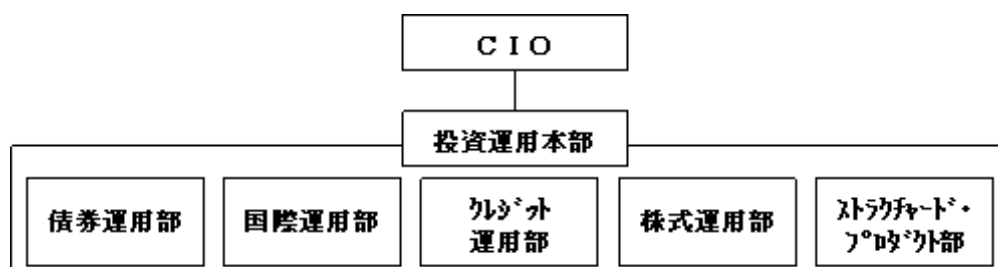 ＣＩＯ
投資運用本部
債券運用部
国際運用部
ｸﾚｼﾞｯﾄ
運用部
株式運用部
ｽﾄﾗｸﾁｬｰﾄﾞ・
ﾌﾟﾛﾀﾞｸﾄ部